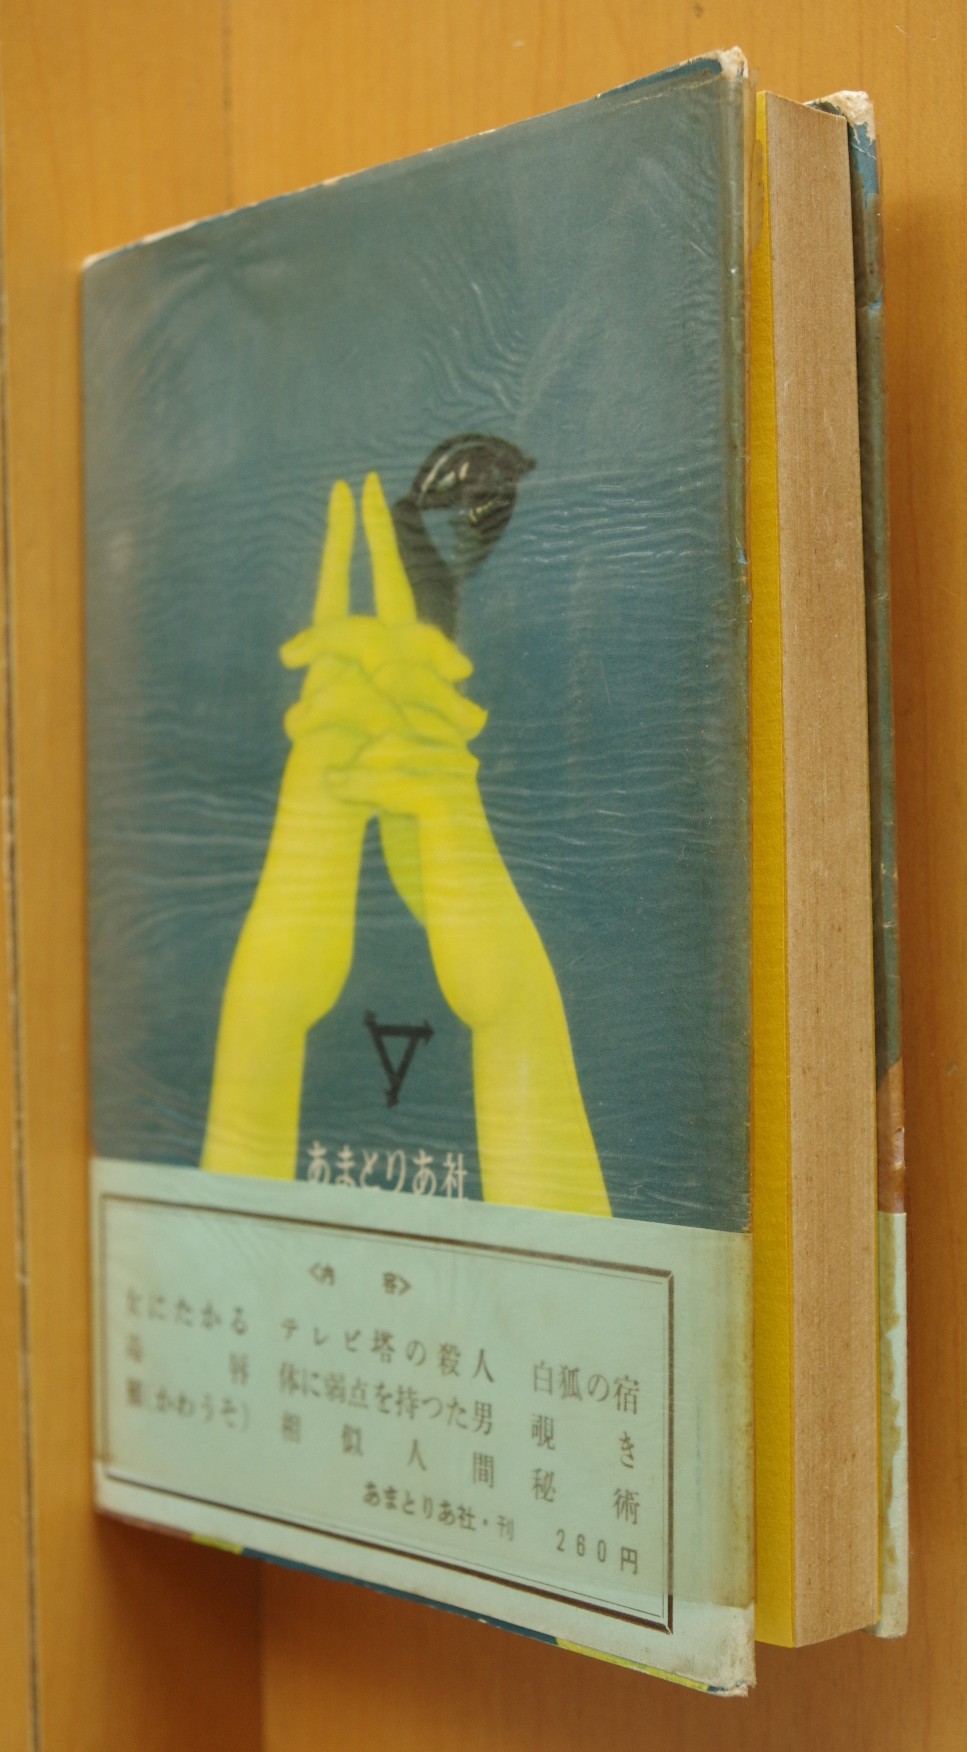 あまとりあ社
<内容>
女にたかる テレビ塔の殺人 白狐の宿
毒唇 体に弱点を持つた男 覗き
獺(かわうそ) 相似人間 秘術
あまとりあ社・刊 260円